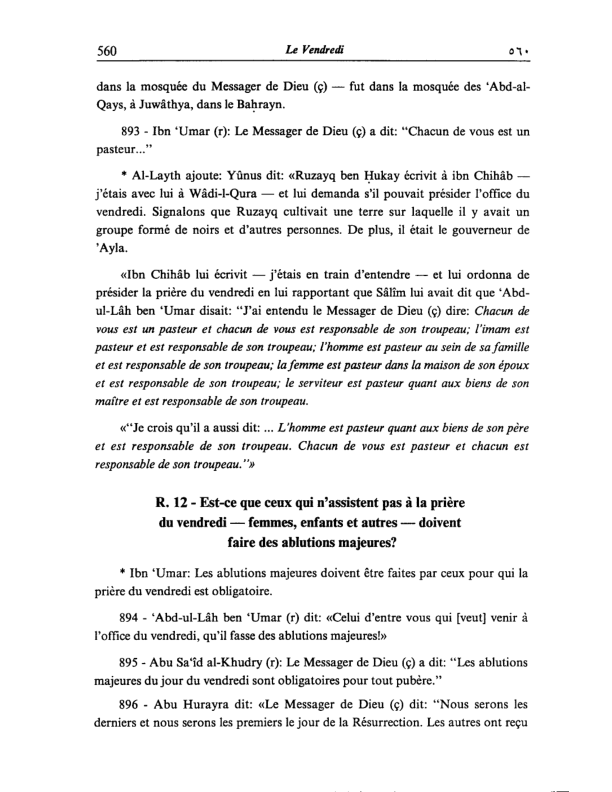 560 Le Vendredi ٥٦٠
dans la mosquée du Messager de Dieu (ç) — fut dans la mosquée des ‘Abd-al-
Qays, à Juwâthya, dans le Baḥrayn.
893 - Ibn ‘Umar (r): Le Messager de Dieu (ç) a dit: “Chacun de vous est un
pasteur...”
* Al-Layth ajoute: Yûnus dit: «Ruzayq ben Ḥukay écrivit à ibn Chihâb —
j’étais avec lui à Wâdi-l-Qura — et lui demanda s’il pouvait présider l’office du
vendredi. Signalons que Ruzayq cultivait une terre sur laquelle il y avait un
groupe formé de noirs et d’autres personnes. De plus, il était le gouverneur de
’Ayla.
«Ibn Chihâb lui écrivit — j’étais en train d’entendre — et lui ordonna de
présider la prière du vendredi en lui rapportant que Sâlîm lui avait dit que ‘Abd-
ul-Lâh ben ‘Umar disait: “J’ai entendu le Messager de Dieu (ç) dire: Chacun de
vous est un pasteur et chacun de vous est responsable de son troupeau; l’imam est
pasteur et est responsable de son troupeau; l’homme est pasteur au sein de sa famille
et est responsable de son troupeau; la femme est pasteur dans la maison de son époux
et est responsable de son troupeau; le serviteur est pasteur quant aux biens de son
maître et est responsable de son troupeau.
«“Je crois qu’il a aussi dit: ... L’homme est pasteur quant aux biens de son père
et est responsable de son troupeau. Chacun de vous est pasteur et chacun est
responsable de son troupeau.”»
R. 12 - Est-ce que ceux qui n’assistent pas à la prière
du vendredi — femmes, enfants et autres — doivent
faire des ablutions majeures?
* Ibn ‘Umar: Les ablutions majeures doivent être faites par ceux pour qui la
prière du vendredi est obligatoire.
894 - ‘Abd-ul-Lâh ben ‘Umar (r) dit: «Celui d’entre vous qui [veut] venir à
l’office du vendredi, qu’il fasse des ablutions majeures!»
895 - Abu Sa‘îd al-Khudry (r): Le Messager de Dieu (ç) a dit: “Les ablutions
majeures du jour du vendredi sont obligatoires pour tout pubère.”
896 - Abu Hurayra dit: «Le Messager de Dieu (ç) dit: “Nous serons les
derniers et nous serons les premiers le jour de la Résurrection. Les autres ont reçu